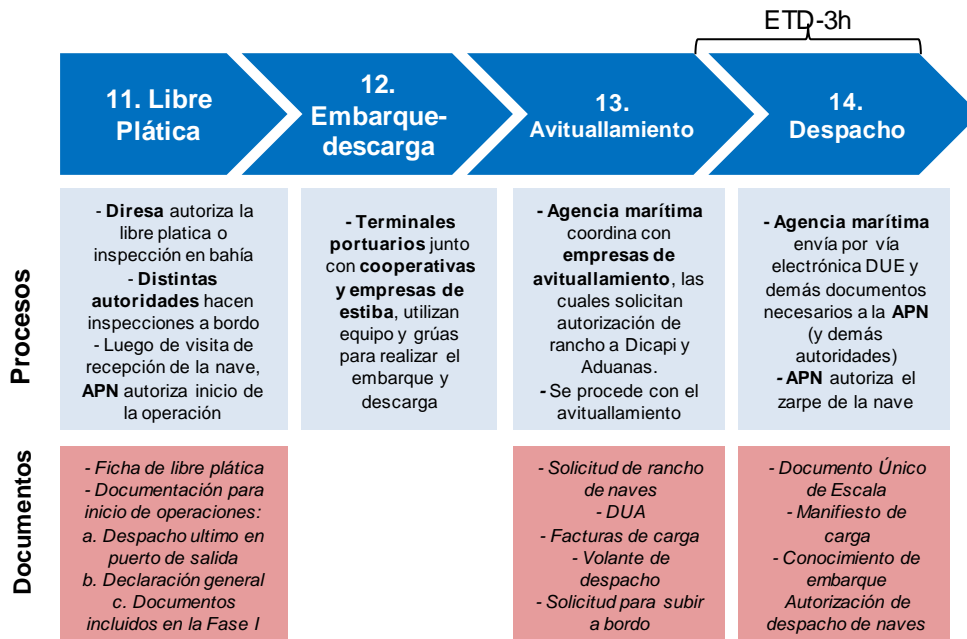 ETD-3h
11. Libre
Plática
12.
Embarque-
descarga
13.
Avituallamiento
14.
Despacho
Procesos
- Diresa autoriza la
libre platica o
inspección en bahía
- Distintas
autoridades hacen
inspecciones a bordo
- Luego de visita de
recepción de la nave,
APN autoriza inicio de
la operación
- Terminales
portuarios junto
con cooperativas
y empresas de
estiba, utilizan
equipo y grúas
para realizar el
embarque y
descarga
- Agencia marítima
coordina con
empresas de
avituallamiento, las
cuales solicitan
autorización de
rancho a Dicapi y
Aduanas.
- Se procede con el
avituallamiento
- Agencia marítima
envía por vía
electrónica DUE y
demás documentos
necesarios a la APN
(y demás
autoridades)
- APN autoriza el
zarpe de la nave
Documentos
- Ficha de libre plática
- Documentación para
inicio de operaciones:
a. Despacho ultimo en
puerto de salida
b. Declaración general
c. Documentos
incluidos en la Fase I
- Solicitud de rancho
de naves
- DUA
- Facturas de carga
- Volante de
despacho
- Solicitud para subir
a bordo
- Documento Único
de Escala
- Manifiesto de
carga
- Conocimiento de
embarque
Autorización de
despacho de naves